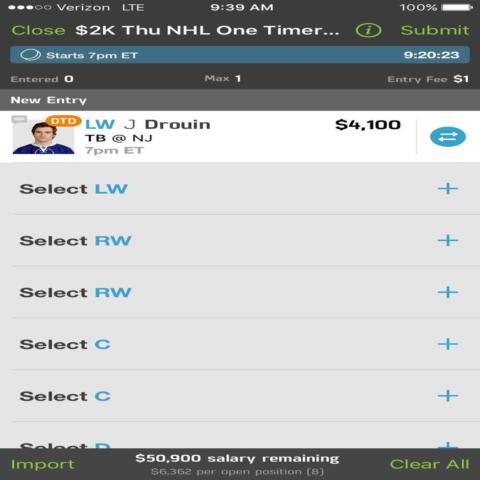 Verizon LTE 9:39 AM 100%
Close $2K Thu NHL One Timer... i Submit
Starts 7pm ET 9:20:23
Entered 0 Max 1 Entry Fee $1
New Entry
DTD LW J Drouin $4,100
TB @ NJ
7pm ET
Select LW +
Select RW +
Select RW +
Select C +
Select C +
Select D +
Import $50,900 salary remaining Clear All
$6,362 per open position (8)